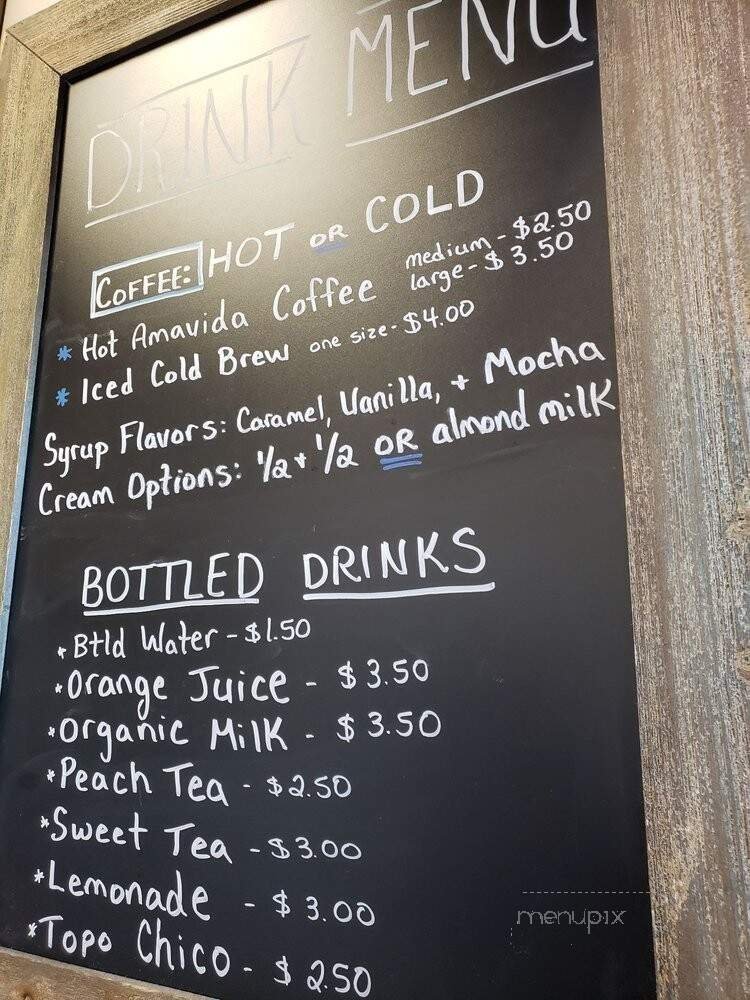 DRINK MENU
COFFEE: HOT OR COLD
* Hot Amavida Coffee medium - $2.50
large - $3.50
* Iced Cold Brew one size - $4.00
Syrup Flavors: Caramel, Vanilla, + Mocha
Cream Options: 1/2 + 1/2 OR almond milk
BOTTLED DRINKS
* Btld Water - $1.50
* Orange Juice - $3.50
* Organic Milk - $3.50
* Peach Tea - $2.50
* Sweet Tea - $3.00
* Lemonade - $3.00
* Topo Chico - $2.50
menupix